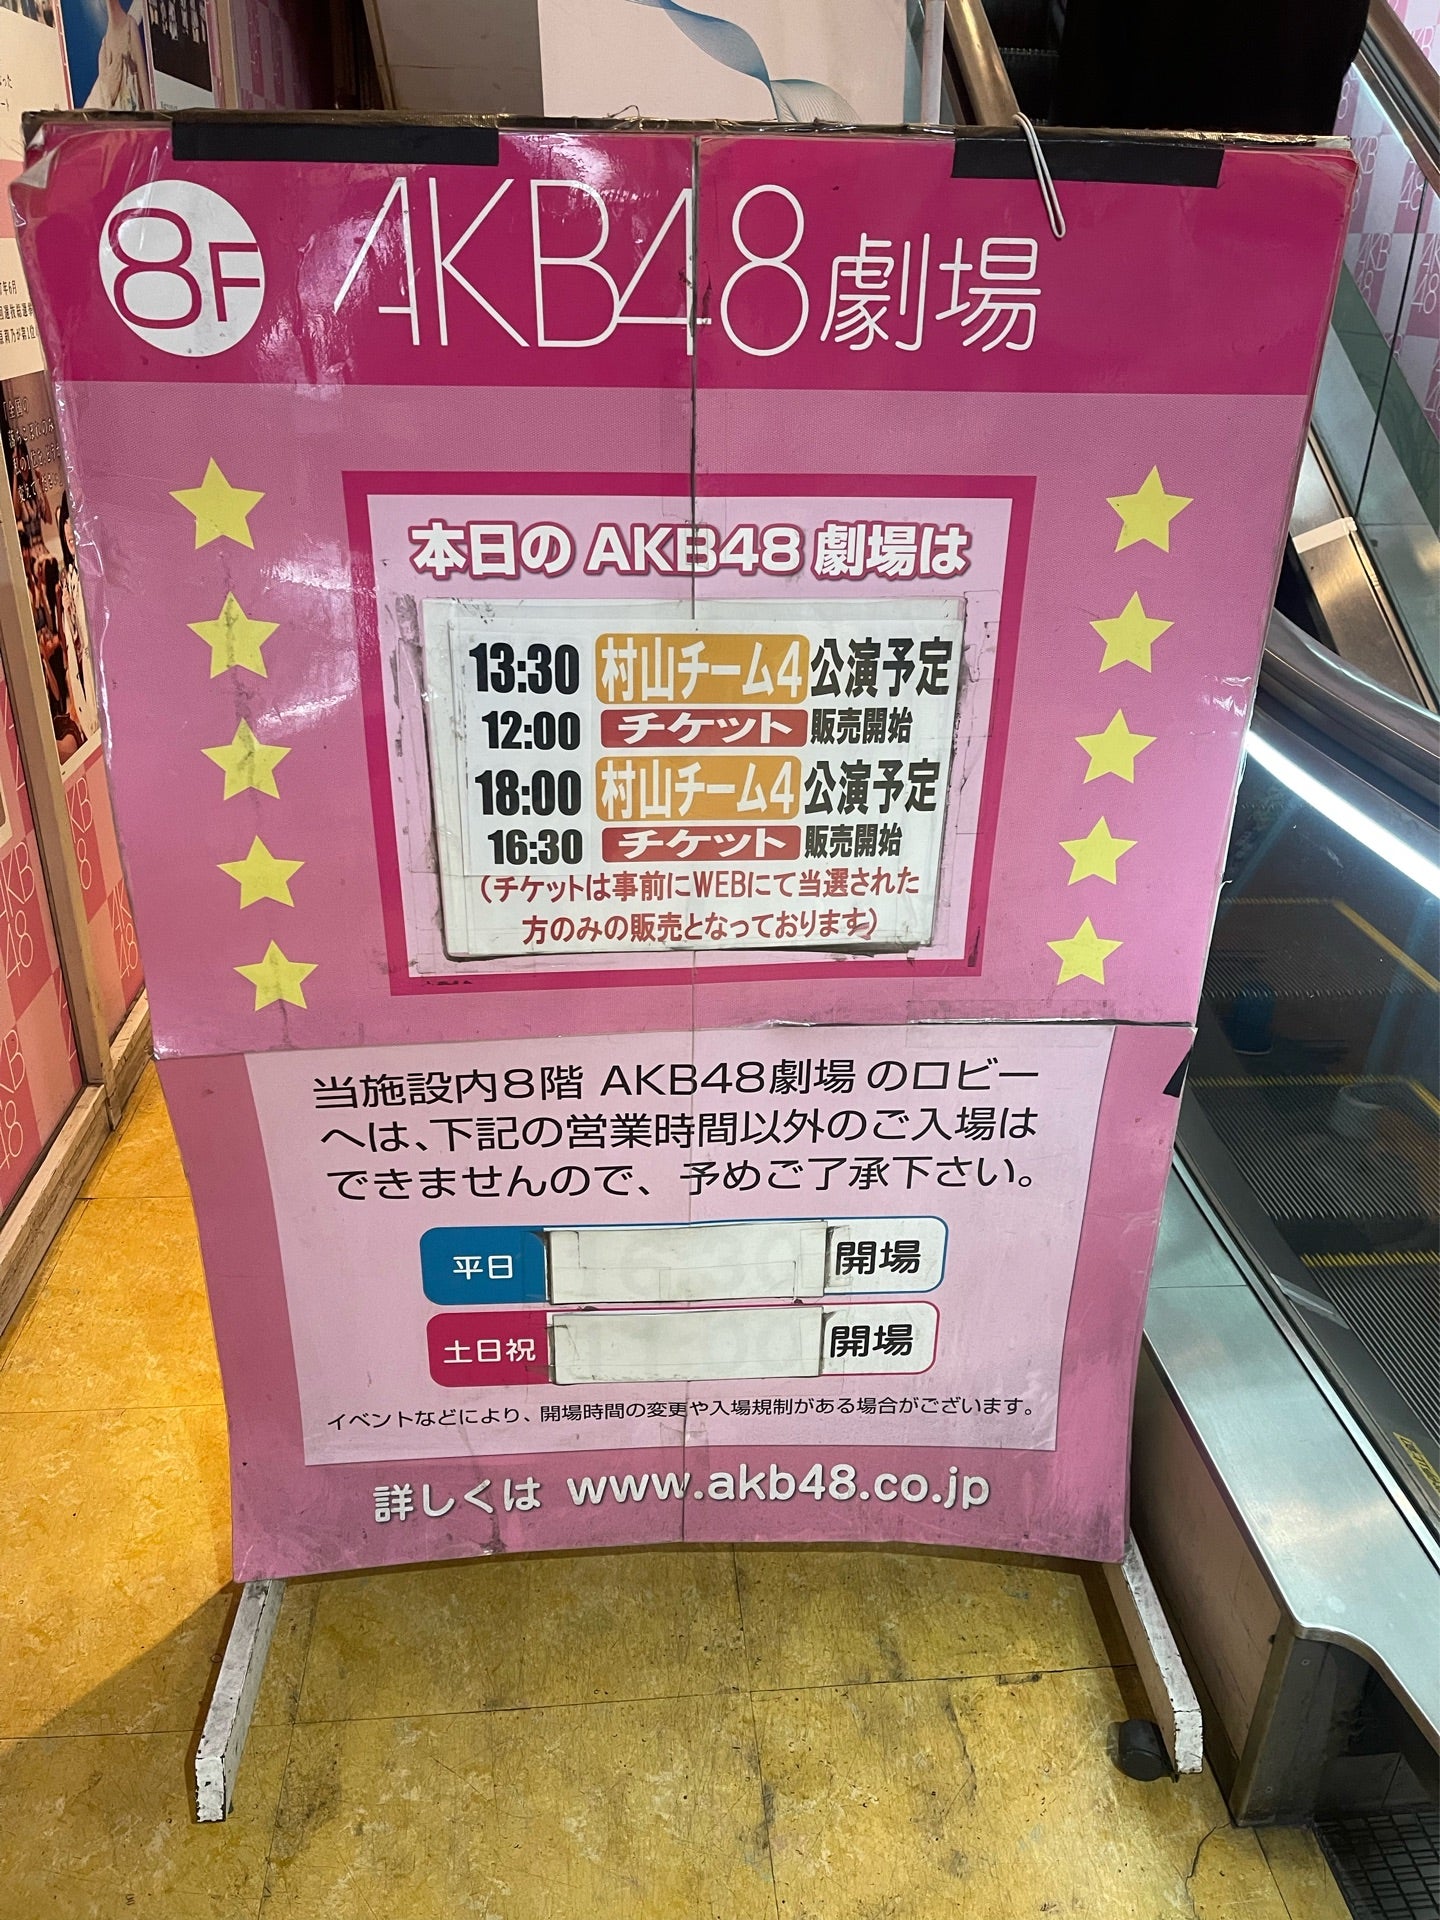 8F AKB48劇場
本日の AKB48 劇場は
13:30 村山チーム4 公演予定
12:00 チケット 販売開始
18:00 村山チーム4 公演予定
16:30 チケット 販売開始
(チケットは事前にWEBにて当選された
方のみの販売となっております)
当施設内8階 AKB48劇場 のロビー
へは、下記の営業時間以外のご入場は
できませんので、予めご了承下さい。
平日 開場
土日祝 開場
イベントなどにより、開場時間の変更や入場規制がある場合がございます。
詳しくは www.akb48.co.jp